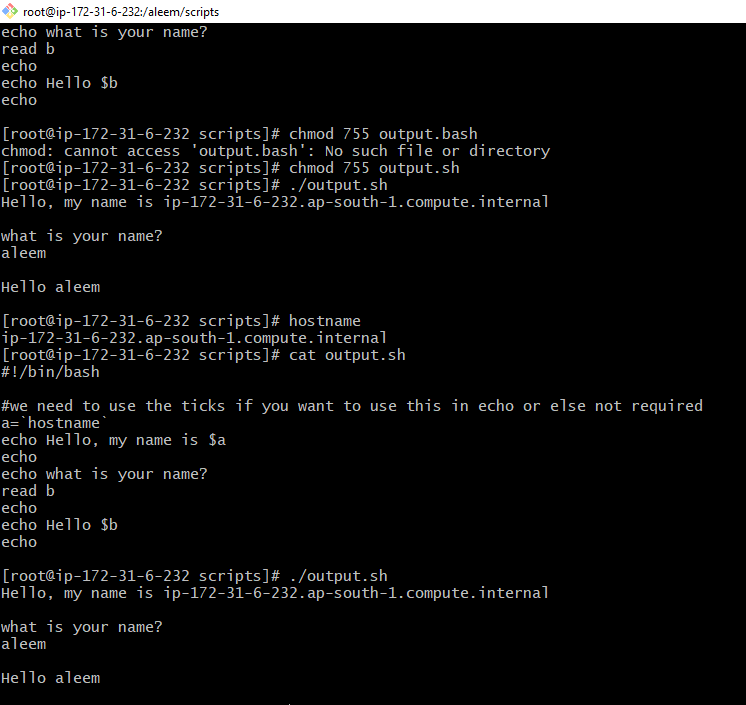 root@ip-172-31-6-232:/aleem/scripts
echo what is your name?
read b
echo
echo Hello $b
echo
[root@ip-172-31-6-232 scripts]# chmod 755 output.bash
chmod: cannot access 'output.bash': No such file or directory
[root@ip-172-31-6-232 scripts]# chmod 755 output.sh
[root@ip-172-31-6-232 scripts]# ./output.sh
Hello, my name is ip-172-31-6-232.ap-south-1.compute.internal
what is your name?
aleem
Hello aleem
[root@ip-172-31-6-232 scripts]# hostname
ip-172-31-6-232.ap-south-1.compute.internal
[root@ip-172-31-6-232 scripts]# cat output.sh
#!/bin/bash
#we need to use the ticks if you want to use this in echo or else not required
a=`hostname`
echo Hello, my name is $a
echo
echo what is your name?
read b
echo
echo Hello $b
echo
[root@ip-172-31-6-232 scripts]# ./output.sh
Hello, my name is ip-172-31-6-232.ap-south-1.compute.internal
what is your name?
aleem
Hello aleem